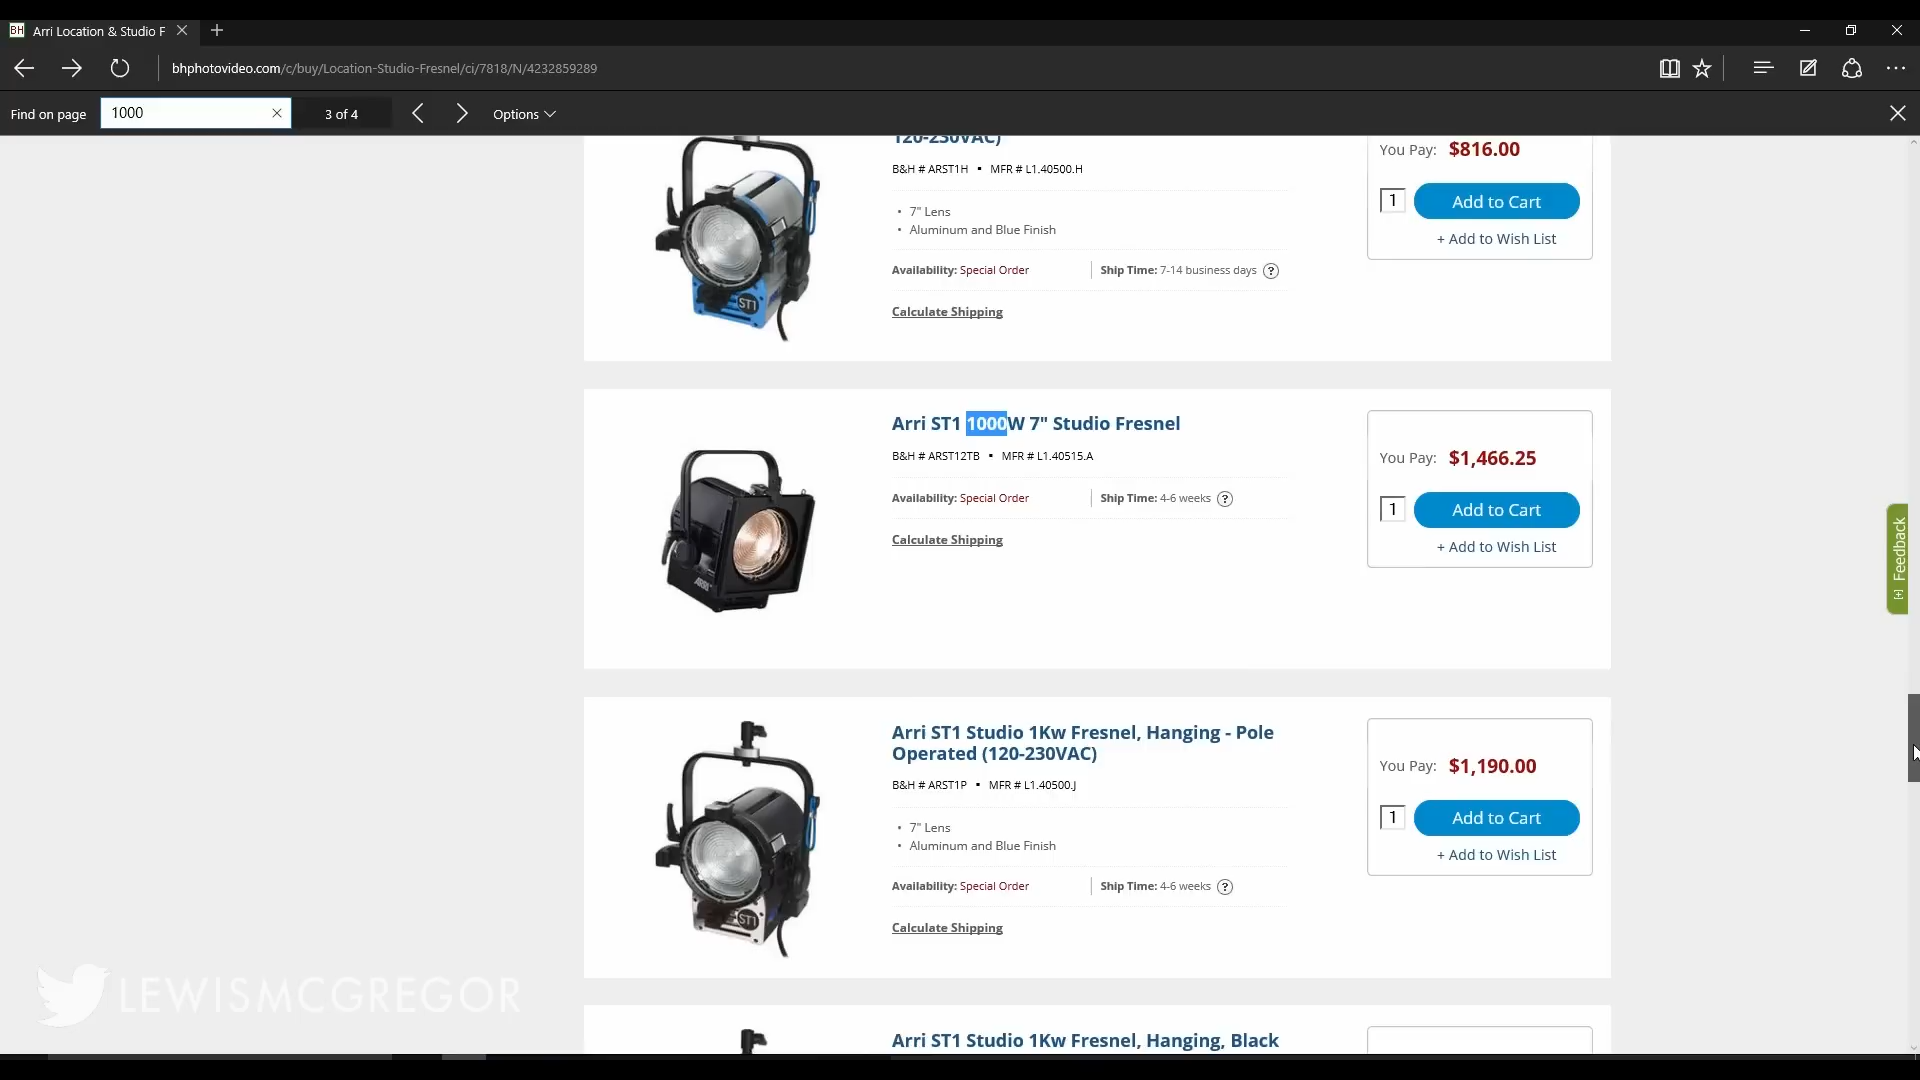 BH Arri Location & Studio F
bhphotovideo.com/c/buy/Location-Studio-Fresnel/ci/7818/N/4232859289
Find on page 1000 3 of 4 Options
120-230VAC)
B&H # ARST1H ▪ MFR # L1.40500.H
• 7" Lens
• Aluminum and Blue Finish
Availability: Special Order
Ship Time: 7-14 business days ?
Calculate Shipping
You Pay: $816.00
1 Add to Cart
+ Add to Wish List
ST1
Arri ST1 1000W 7" Studio Fresnel
B&H # ARST12TB ▪ MFR # L1.40515.A
Availability: Special Order
Ship Time: 4-6 weeks ?
Calculate Shipping
You Pay: $1,466.25
1 Add to Cart
+ Add to Wish List
ARRI
[+] Feedback
Arri ST1 Studio 1Kw Fresnel, Hanging - Pole
Operated (120-230VAC)
B&H # ARST1P ▪ MFR # L1.40500.J
• 7" Lens
• Aluminum and Blue Finish
Availability: Special Order
Ship Time: 4-6 weeks ?
Calculate Shipping
You Pay: $1,190.00
1 Add to Cart
+ Add to Wish List
ST1
LEWISMCGREGOR
Arri ST1 Studio 1Kw Fresnel, Hanging, Black